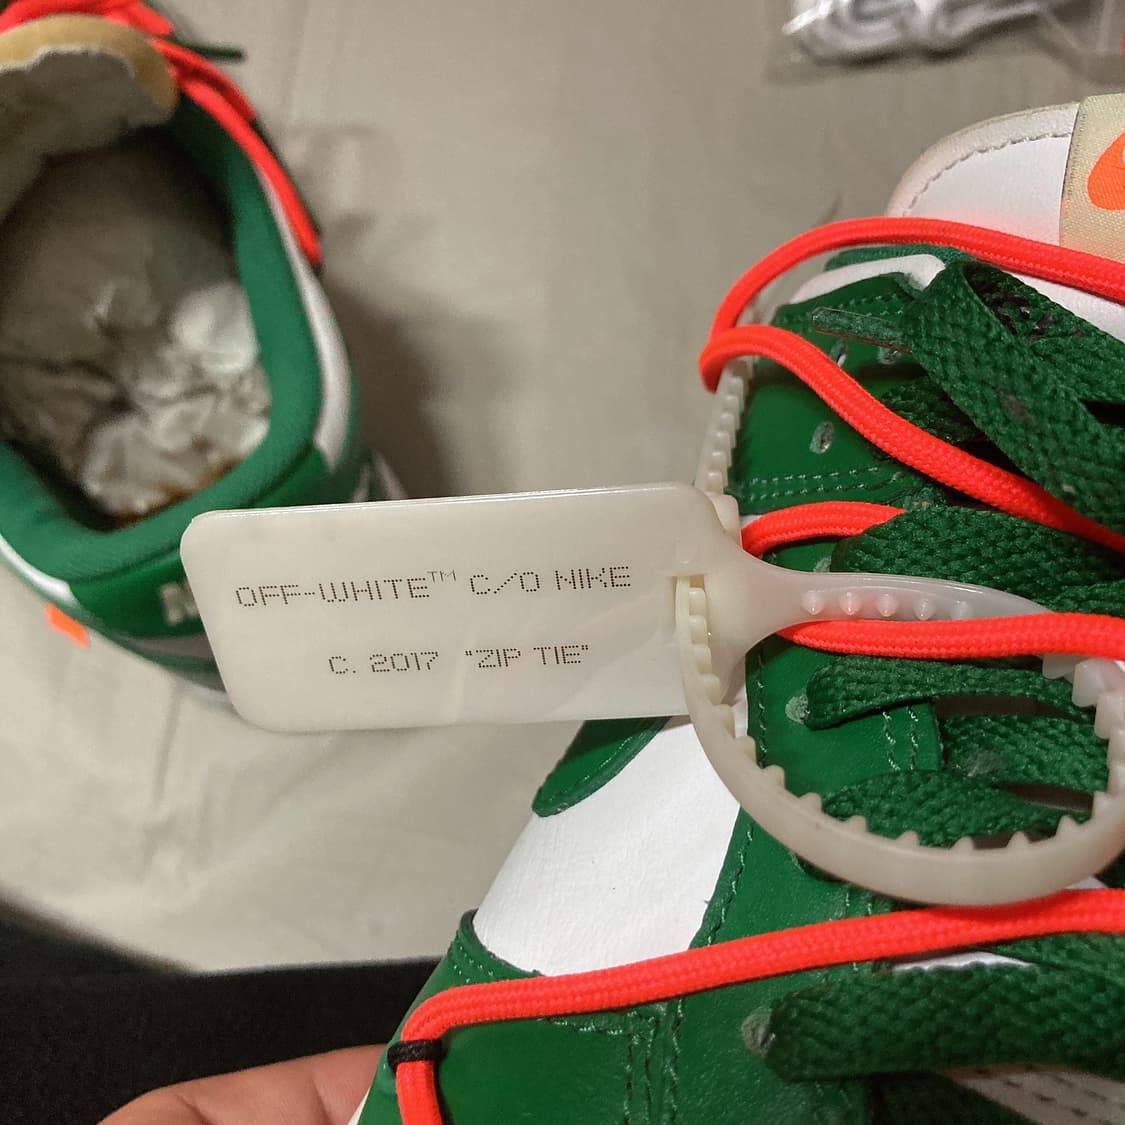 OFF-WHITE™ C/O NIKE
C. 2017 "ZIP TIE"